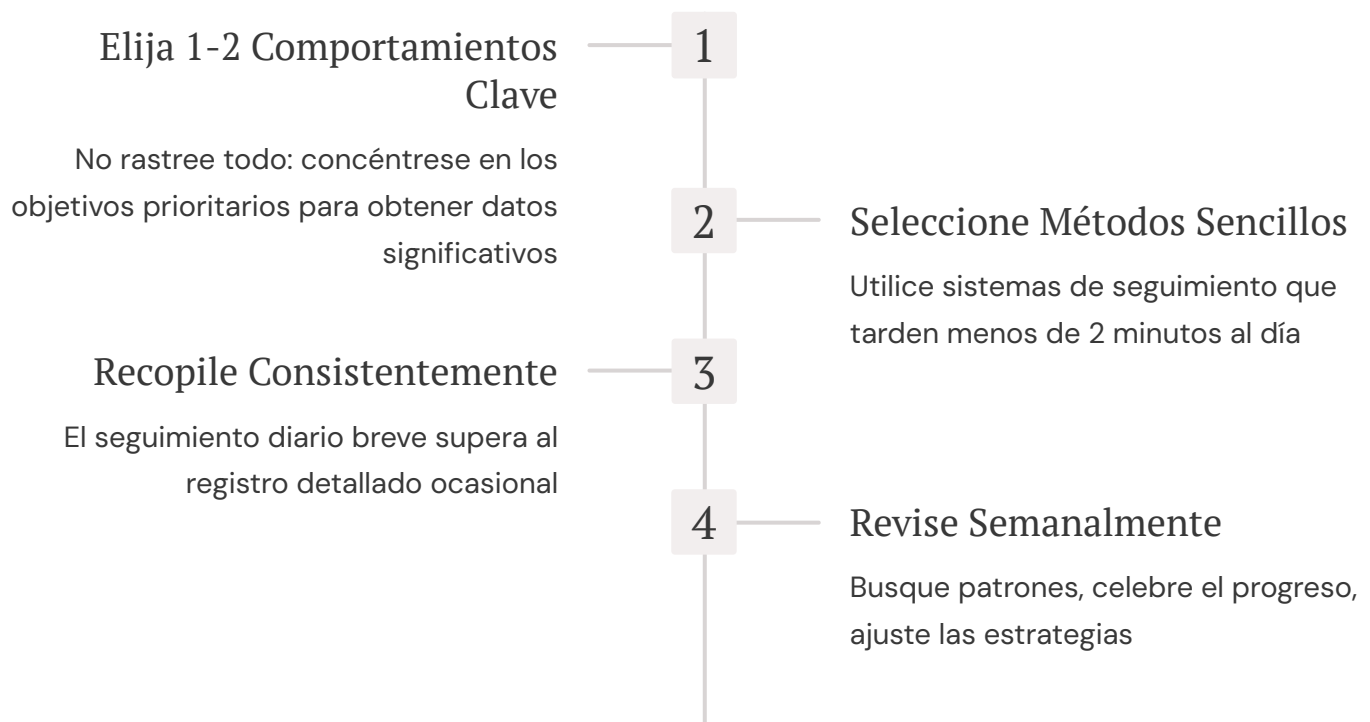 1
Elija 1-2 Comportamientos
Clave
No rastree todo: concéntrese en los
objetivos prioritarios para obtener datos
significativos
2
Seleccione Métodos Sencillos
Utilice sistemas de seguimiento que
tarden menos de 2 minutos al día
3
Recopile Consistentemente
El seguimiento diario breve supera al
registro detallado ocasional
4
Revise Semanalmente
Busque patrones, celebre el progreso,
ajuste las estrategias